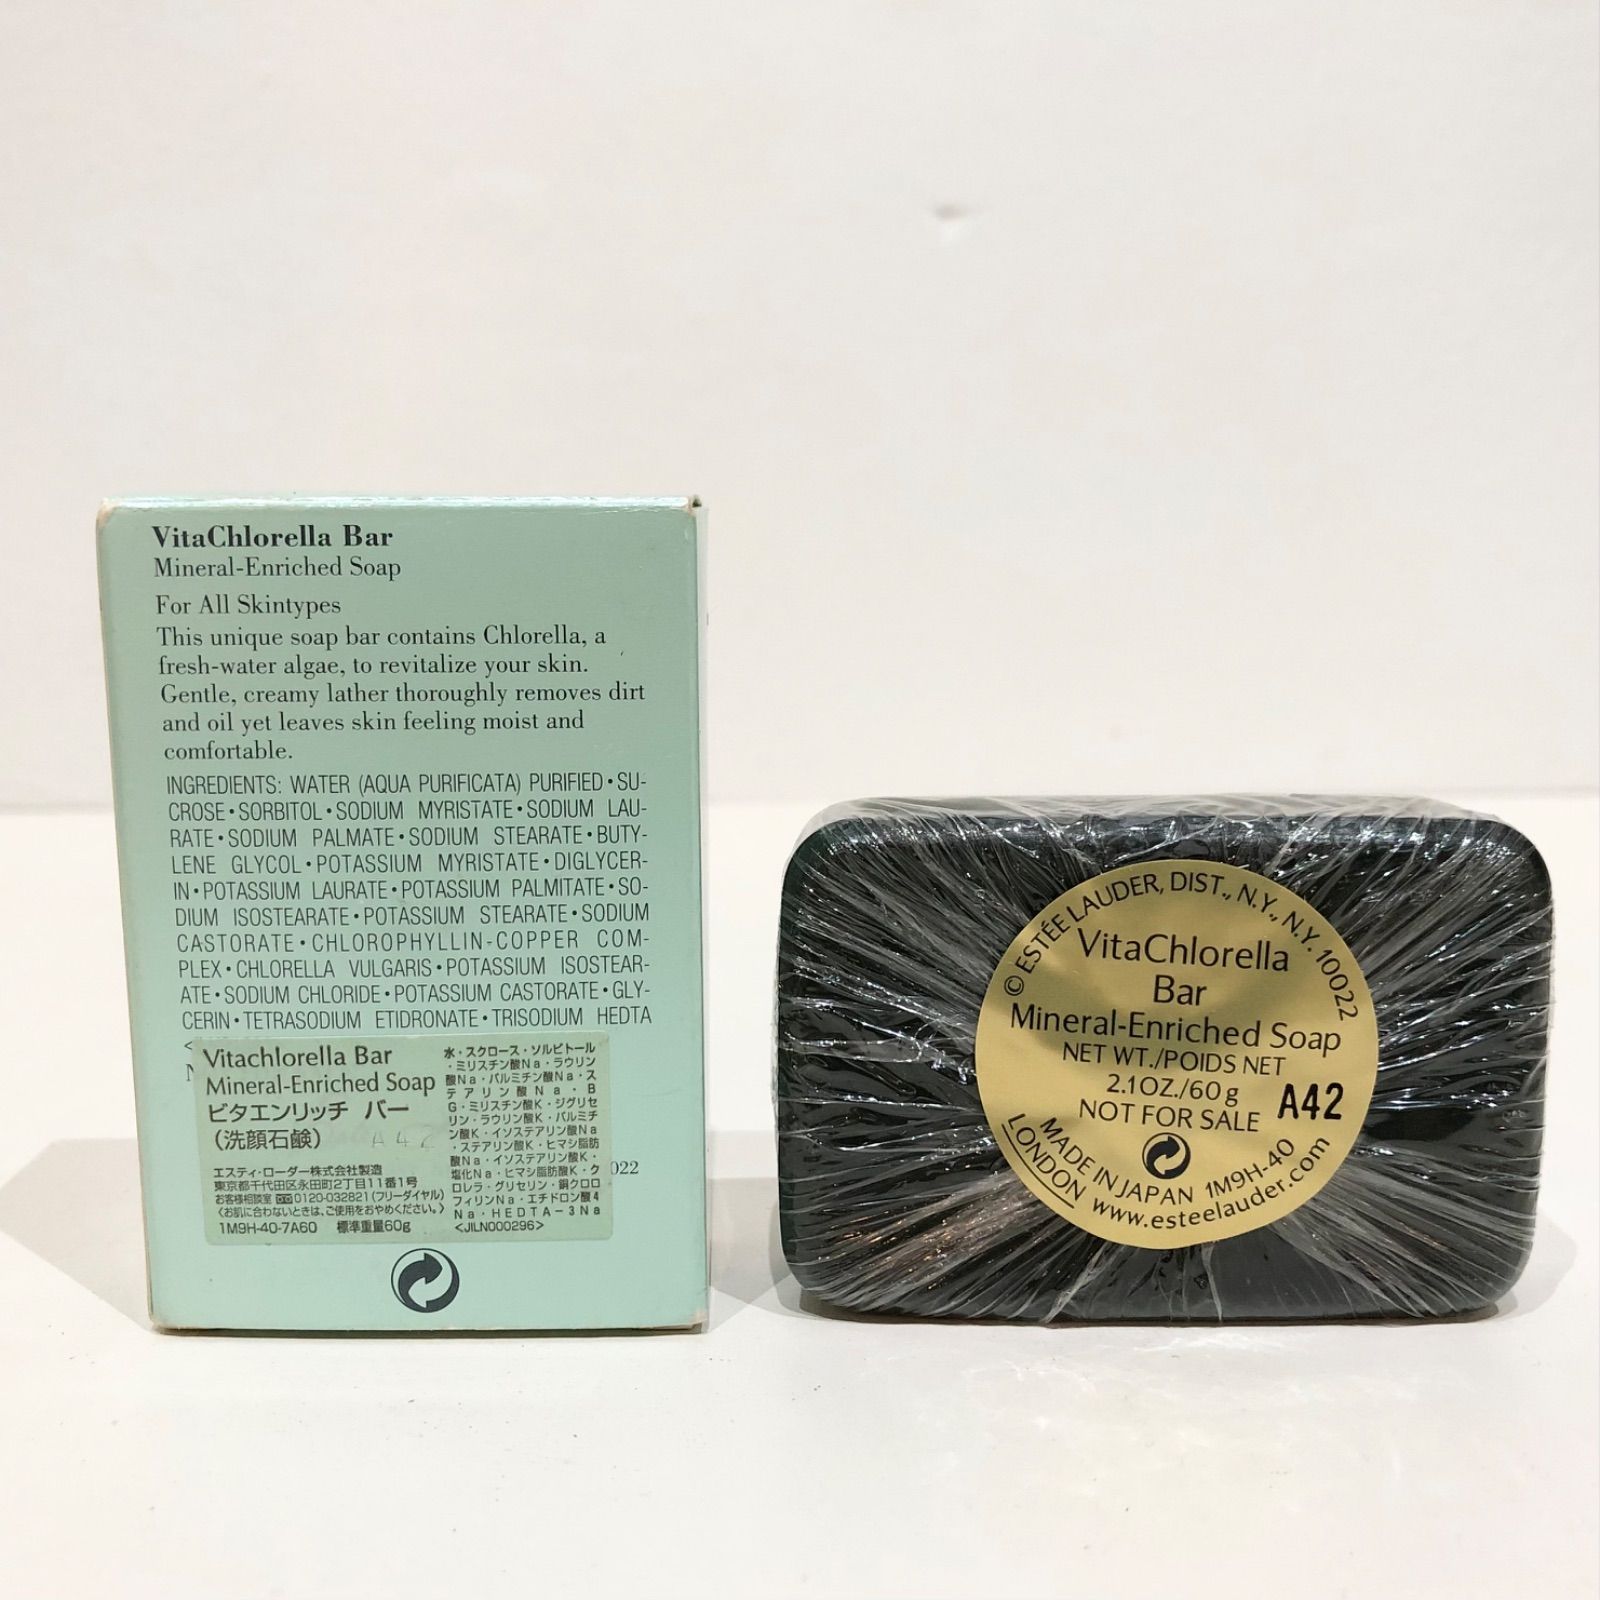 VitaChlorella Bar
Mineral-Enriched Soap
For All Skintypes
This unique soap bar contains Chlorella, a
fresh-water algae, to revitalize your skin.
Gentle, creamy lather thoroughly removes dirt
and oil yet leaves skin feeling moist and
comfortable.
INGREDIENTS: WATER (AQUA PURIFICATA) PURIFIED • SU-
CROSE • SORBITOL • SODIUM MYRISTATE • SODIUM LAU-
RATE • SODIUM PALMATE • SODIUM STEARATE • BUTY-
LENE GLYCOL • POTASSIUM MYRISTATE • DIGLYCER-
IN • POTASSIUM LAURATE • POTASSIUM PALMITATE • SO-
DIUM ISOSTEARATE • POTASSIUM STEARATE • SODIUM
CASTORATE • CHLOROPHYLLIN-COPPER COM-
PLEX • CHLORELLA VULGARIS • POTASSIUM ISOSTEAR-
ATE • SODIUM CHLORIDE • POTASSIUM CASTORATE • GLY-
CERIN • TETRASODIUM ETIDRONATE • TRISODIUM HEDTA
Vitachlorella Bar
Mineral-Enriched Soap
ビタエンリッチ バー
(洗顔石鹸)
A42
エスティ・ローダー株式会社製造
東京都千代田区永田町2丁目11番1号
お客様相談室 0120-032821(フリーダイヤル)
〈お肌に合わないときは、ご使用をおやめください。〉
1M9H-40-7A60 標準重量60g
水・スクロース・ソルビトール
・ミリスチン酸Na・ラウリン
酸Na・パルミチン酸Na・ス
テアリン酸Na・B
G・ミリスチン酸K・ジグリセ
リン・ラウリン酸K・パルミチ
ン酸K・イソステアリン酸Na
・ステアリン酸K・ヒマシ脂肪
酸Na・イソステアリン酸K・
塩化Na・ヒマシ脂肪酸K・ク
ロレラ・グリセリン・銅クロロ
フィリンNa・エチドロン酸4
Na・HEDTA-3Na
<JILN000296>
022
© ESTÉE LAUDER, DIST., N.Y., N.Y. 10022
VitaChlorella
Bar
Mineral-Enriched Soap
NET WT./POIDS NET
2.1OZ./60g
NOT FOR SALE
A42
MADE IN JAPAN 1M9H-40
LONDON www.esteelauder.com